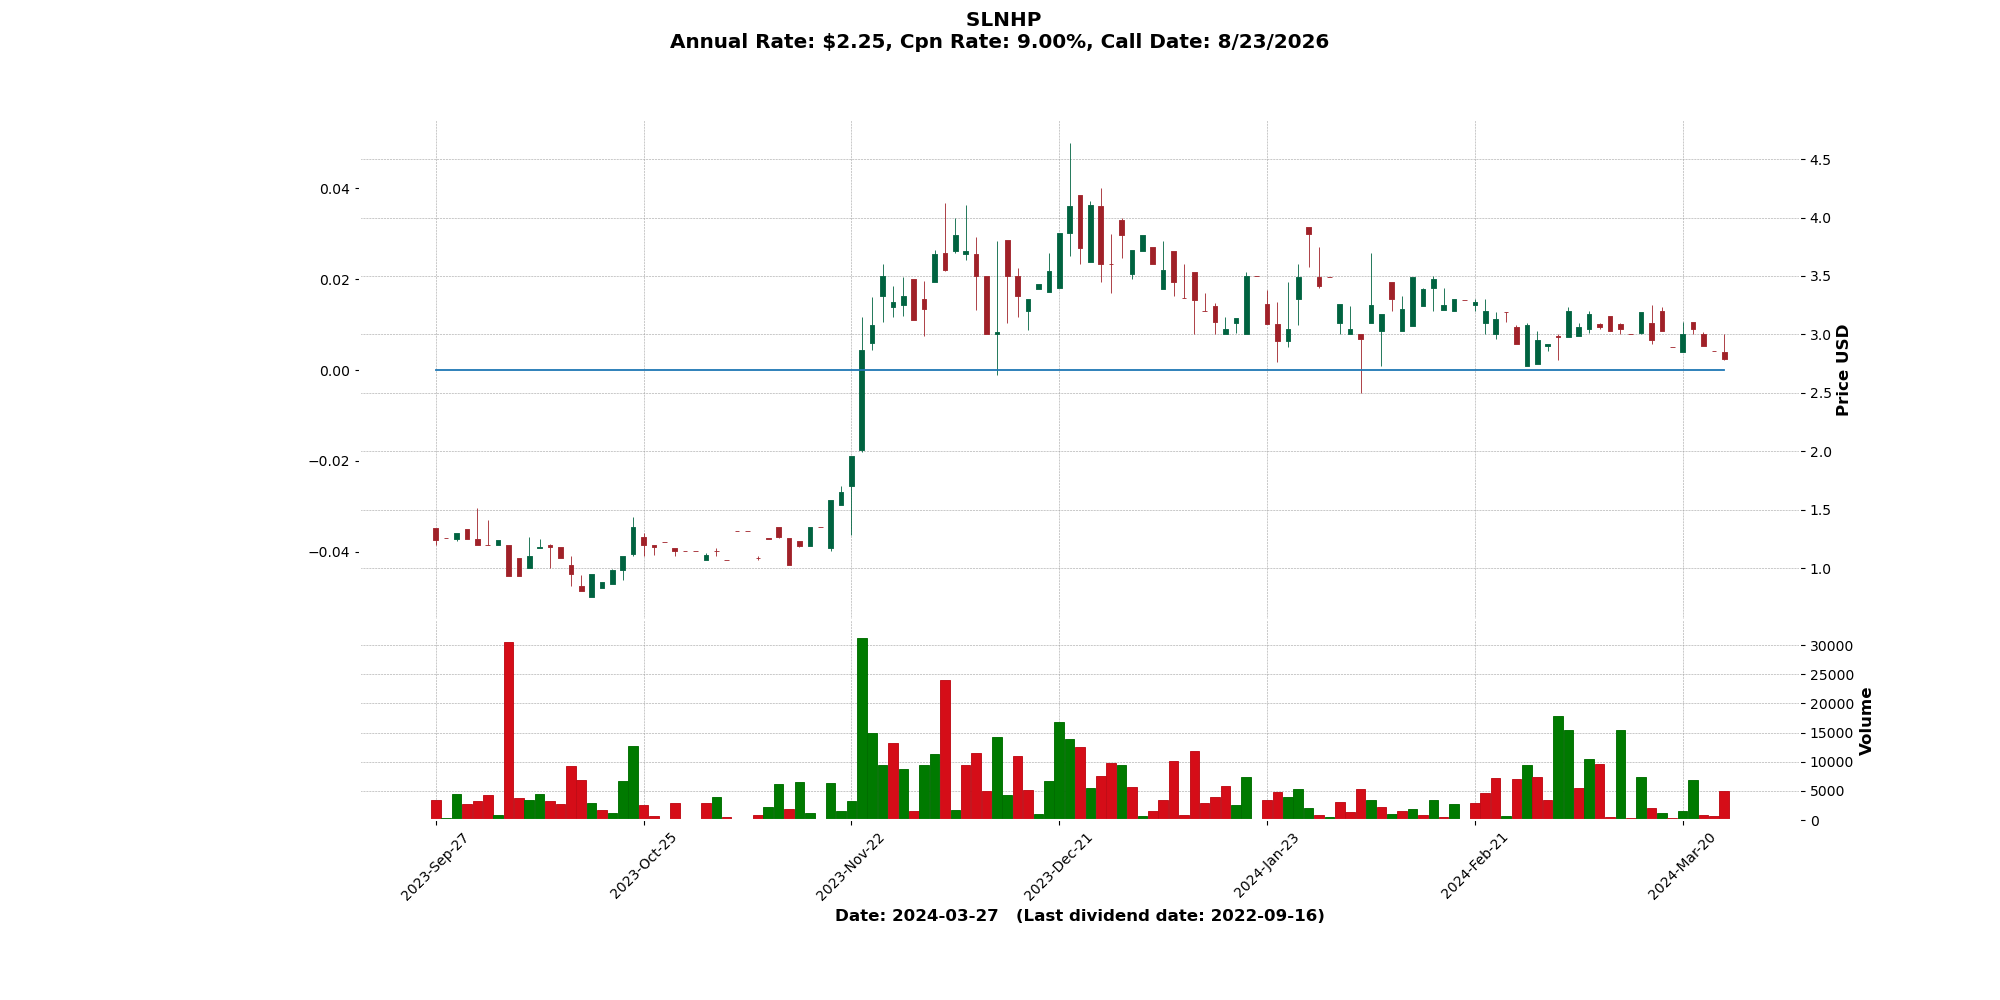 SLNHP
Annual Rate: $2.25, Cpn Rate: 9.00%, Call Date: 8/23/2026
0.04
0.02
0.00
−0.02
−0.04
4.5
4.0
3.5
3.0
2.5
2.0
1.5
1.0
Price USD
30000
25000
20000
15000
10000
5000
0
Volume
2023-Sep-27
2023-Oct-25
2023-Nov-22
2023-Dec-21
2024-Jan-23
2024-Feb-21
2024-Mar-20
Date: 2024-03-27 (Last dividend date: 2022-09-16)